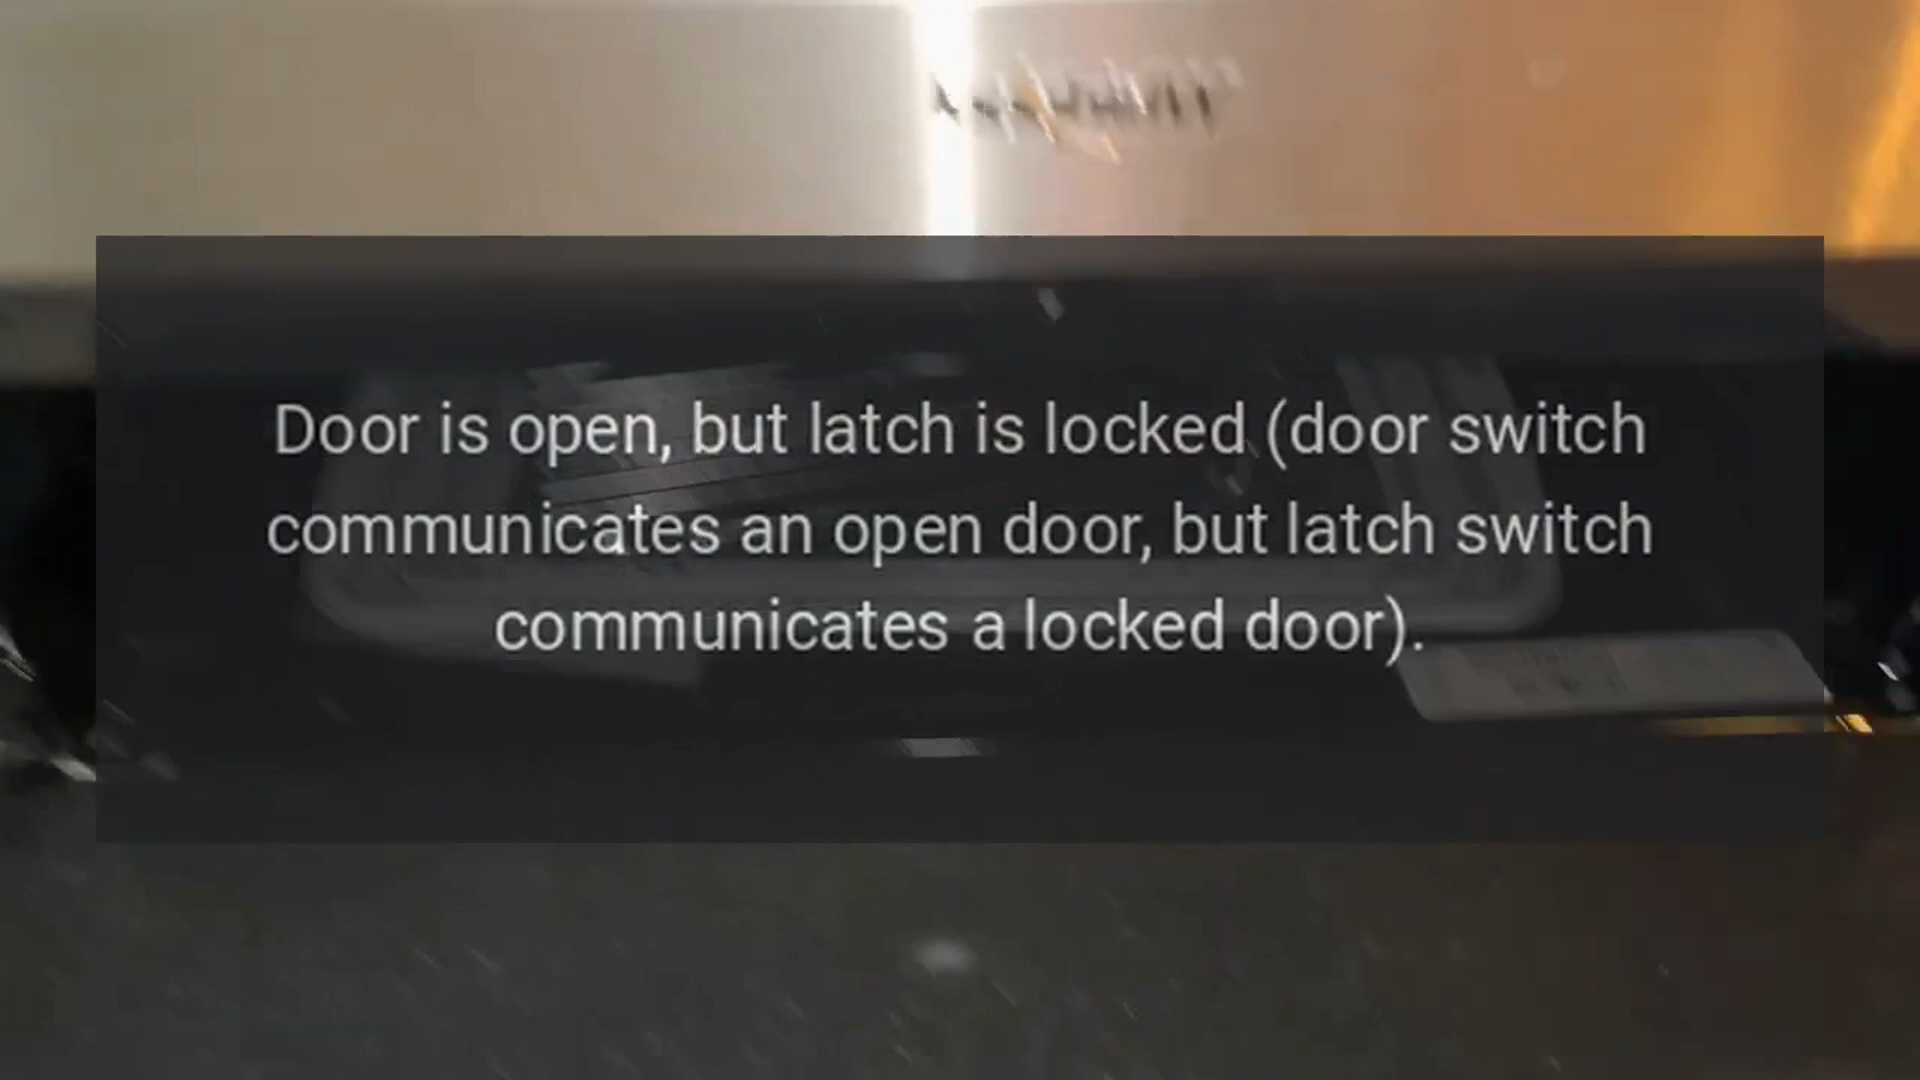 Door is open, but latch is locked (door switch
communicates an open door, but latch switch
communicates a locked door).